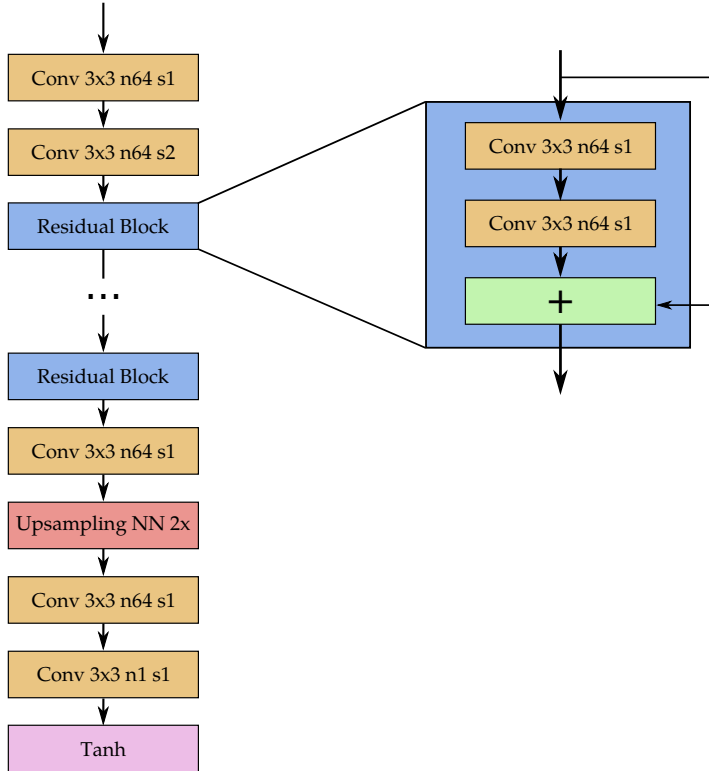 Conv 3x3 n64 s1
Conv 3x3 n64 s2
Residual Block
...
Residual Block
Conv 3x3 n64 s1
Upsampling NN 2x
Conv 3x3 n64 s1
Conv 3x3 n1 s1
Tanh
Conv 3x3 n64 s1
Conv 3x3 n64 s1
+